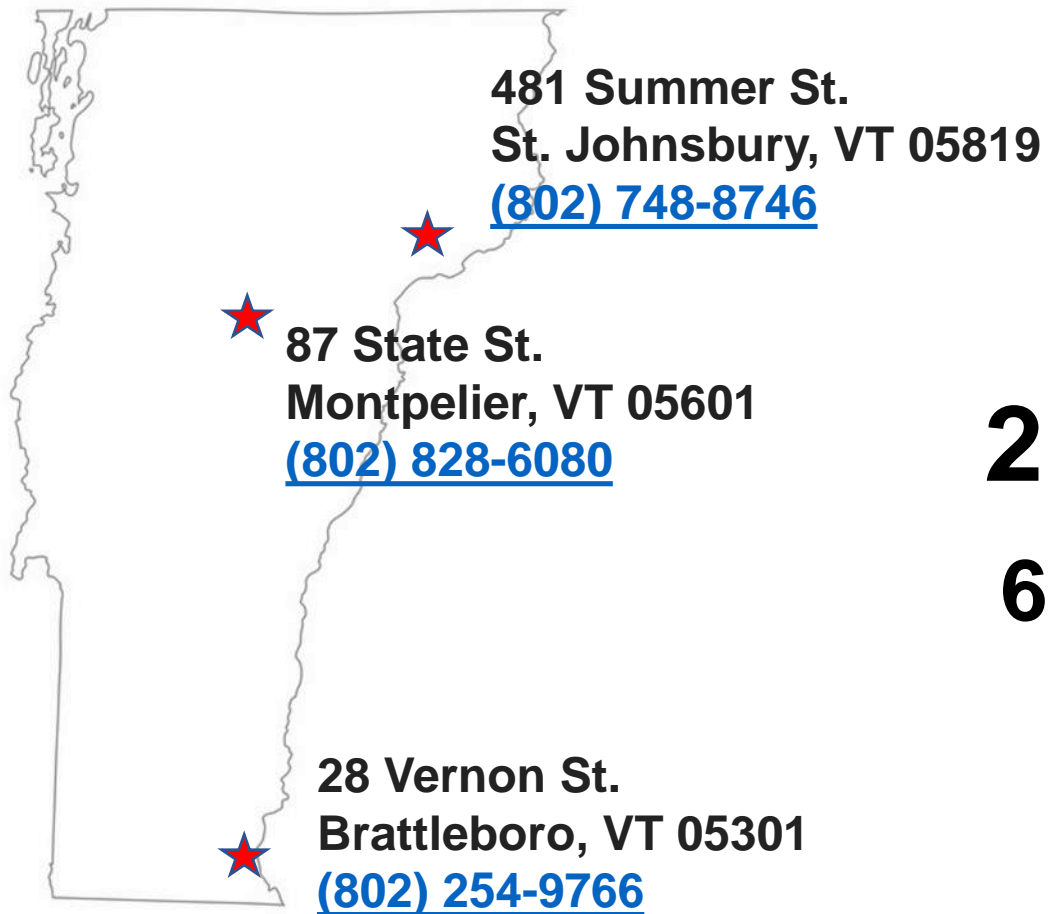 481 Summer St.
St. Johnsbury, VT 05819
(802) 748-8746
87 State St.
Montpelier, VT 05601
(802) 828-6080
2
6
28 Vernon St.
Brattleboro, VT 05301
(802) 254-9766